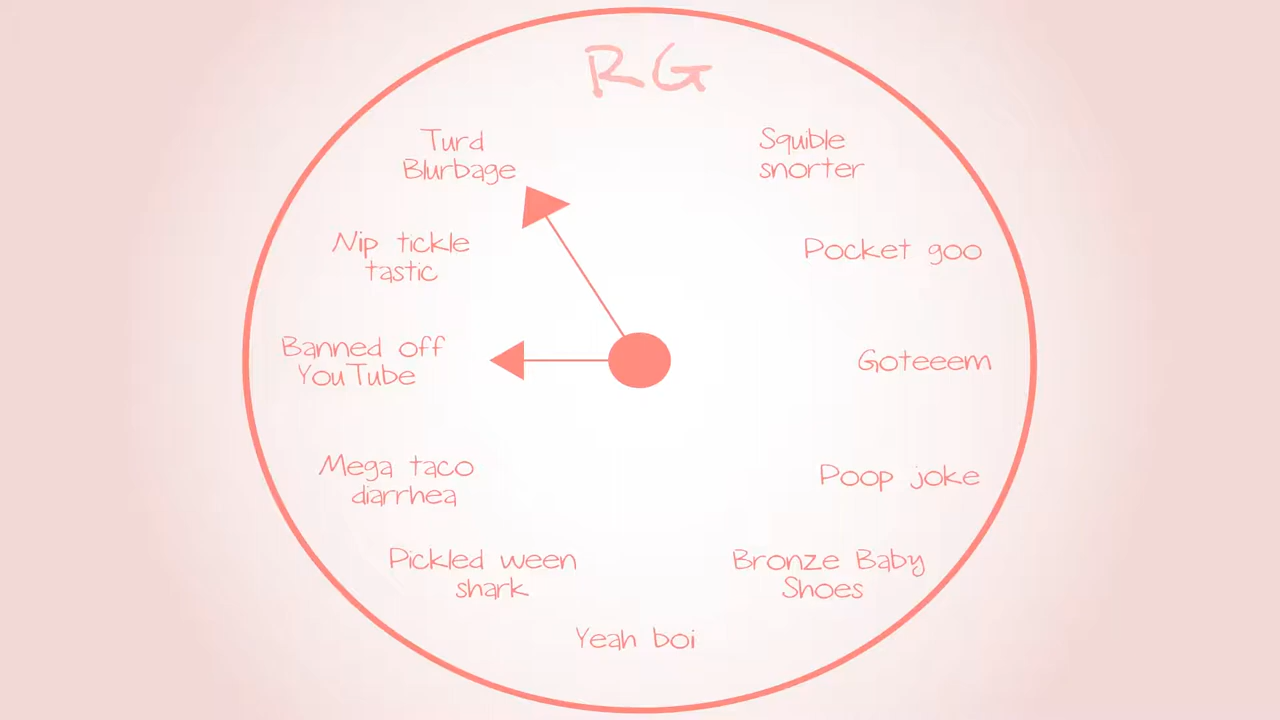 RG
Squible
snorter
Pocket goo
Goteeem
Poop joke
Bronze Baby
Shoes
Yeah boi
Pickled ween
shark
Mega taco
diarrhea
Banned off
YouTube
Nip tickle
tastic
Turd
Blurbage